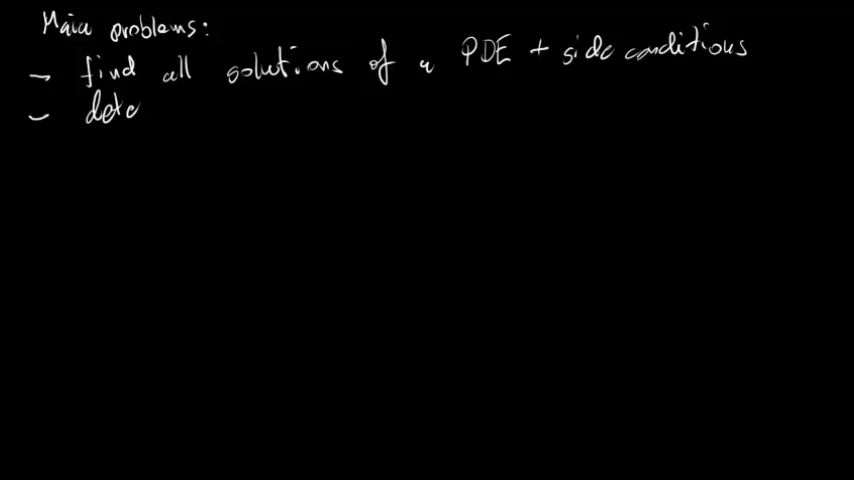 Main problems:
- find all solutions of a PDE + side conditions
- dete